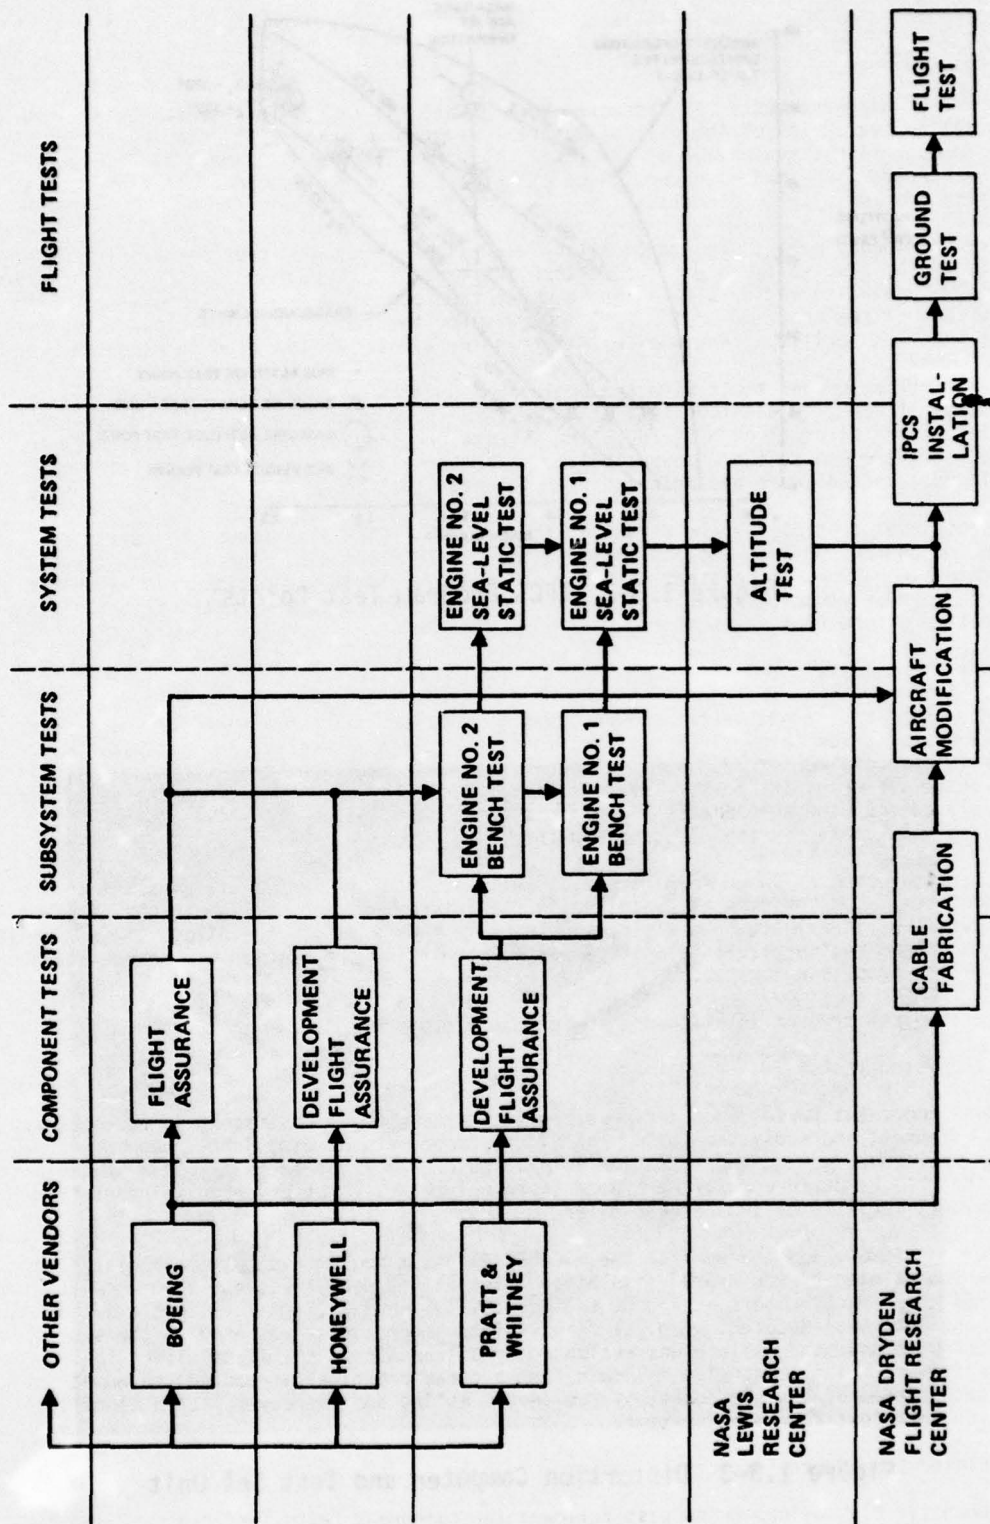 OTHER VENDORS
COMPONENT TESTS
SUBSYSTEM TESTS
SYSTEM TESTS
FLIGHT TESTS
BOEING
FLIGHT
ASSURANCE
HONEYWELL
DEVELOPMENT
FLIGHT
ASSURANCE
PRATT &
WHITNEY
DEVELOPMENT
FLIGHT
ASSURANCE
ENGINE NO. 2
BENCH TEST
ENGINE NO. 2
SEA-LEVEL
STATIC TEST
ENGINE NO. 1
BENCH TEST
ENGINE NO. 1
SEA-LEVEL
STATIC TEST
NASA
LEWIS
RESEARCH
CENTER
ALTITUDE
TEST
NASA DRYDEN
FLIGHT RESEARCH
CENTER
CABLE
FABRICATION
AIRCRAFT
MODIFICATION
IPCS
INSTAL-
LATION
GROUND
TEST
FLIGHT
TEST